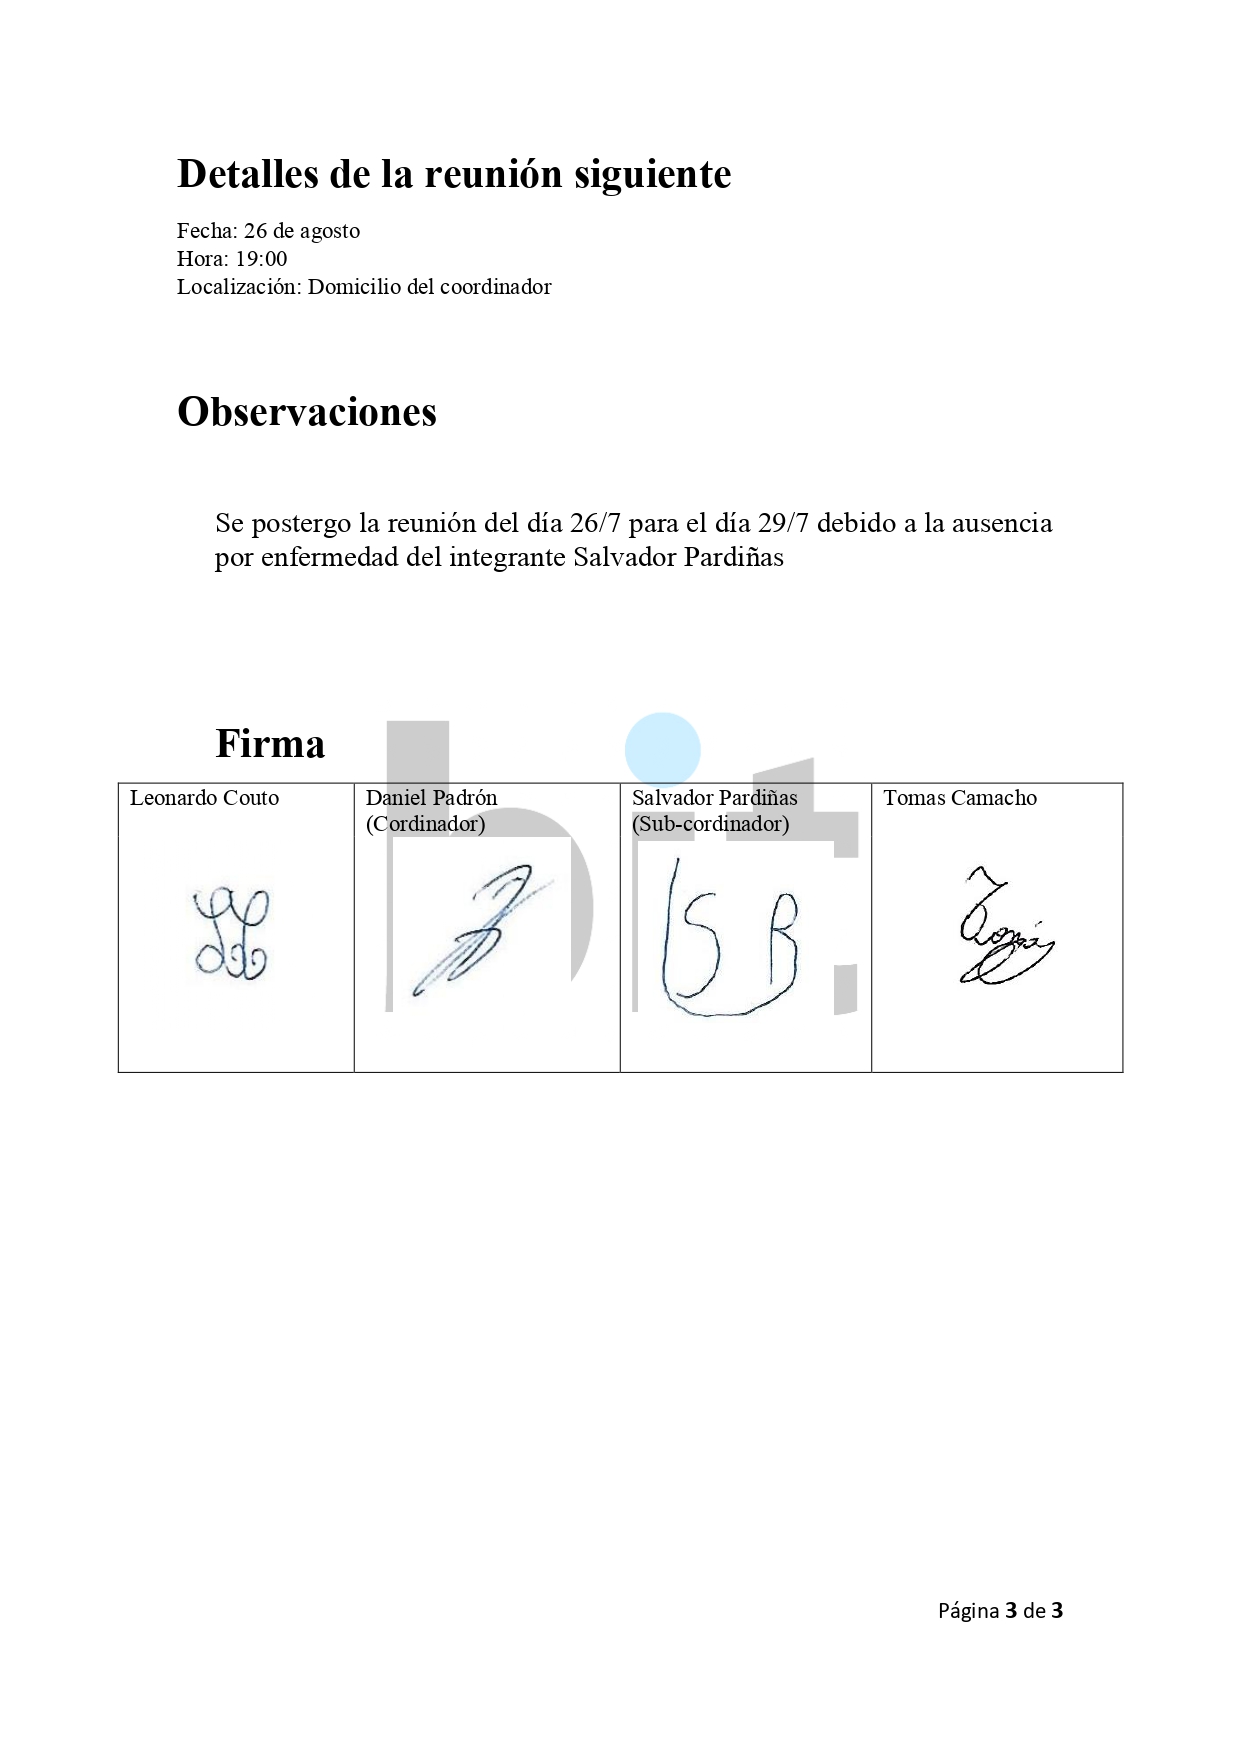 Detalles de la reunión siguiente
Fecha: 26 de agosto
Hora: 19:00
Localización: Domicilio del coordinador
Observaciones
Se postergo la reunión del día 26/7 para el día 29/7 debido a la ausencia
por enfermedad del integrante Salvador Pardiñas
Firma
Leonardo Couto
Daniel Padrón
(Cordinador)
Salvador Pardiñas
(Sub-cordinador)
Tomas Camacho
bit
SR
Página 3 de 3